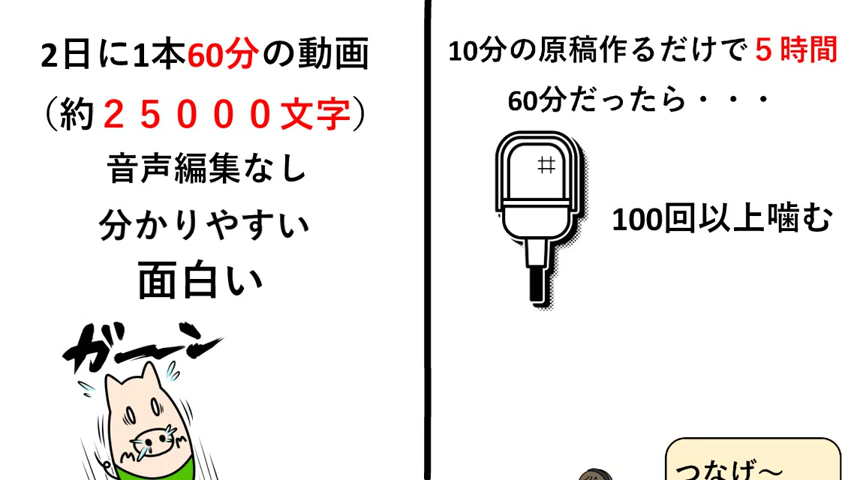 2日に1本60分の動画
（約２５０００文字）
音声編集なし
分かりやすい
面白い
ガーン
10分の原稿作るだけで５時間
60分だったら・・・
100回以上噛む
つなげ～